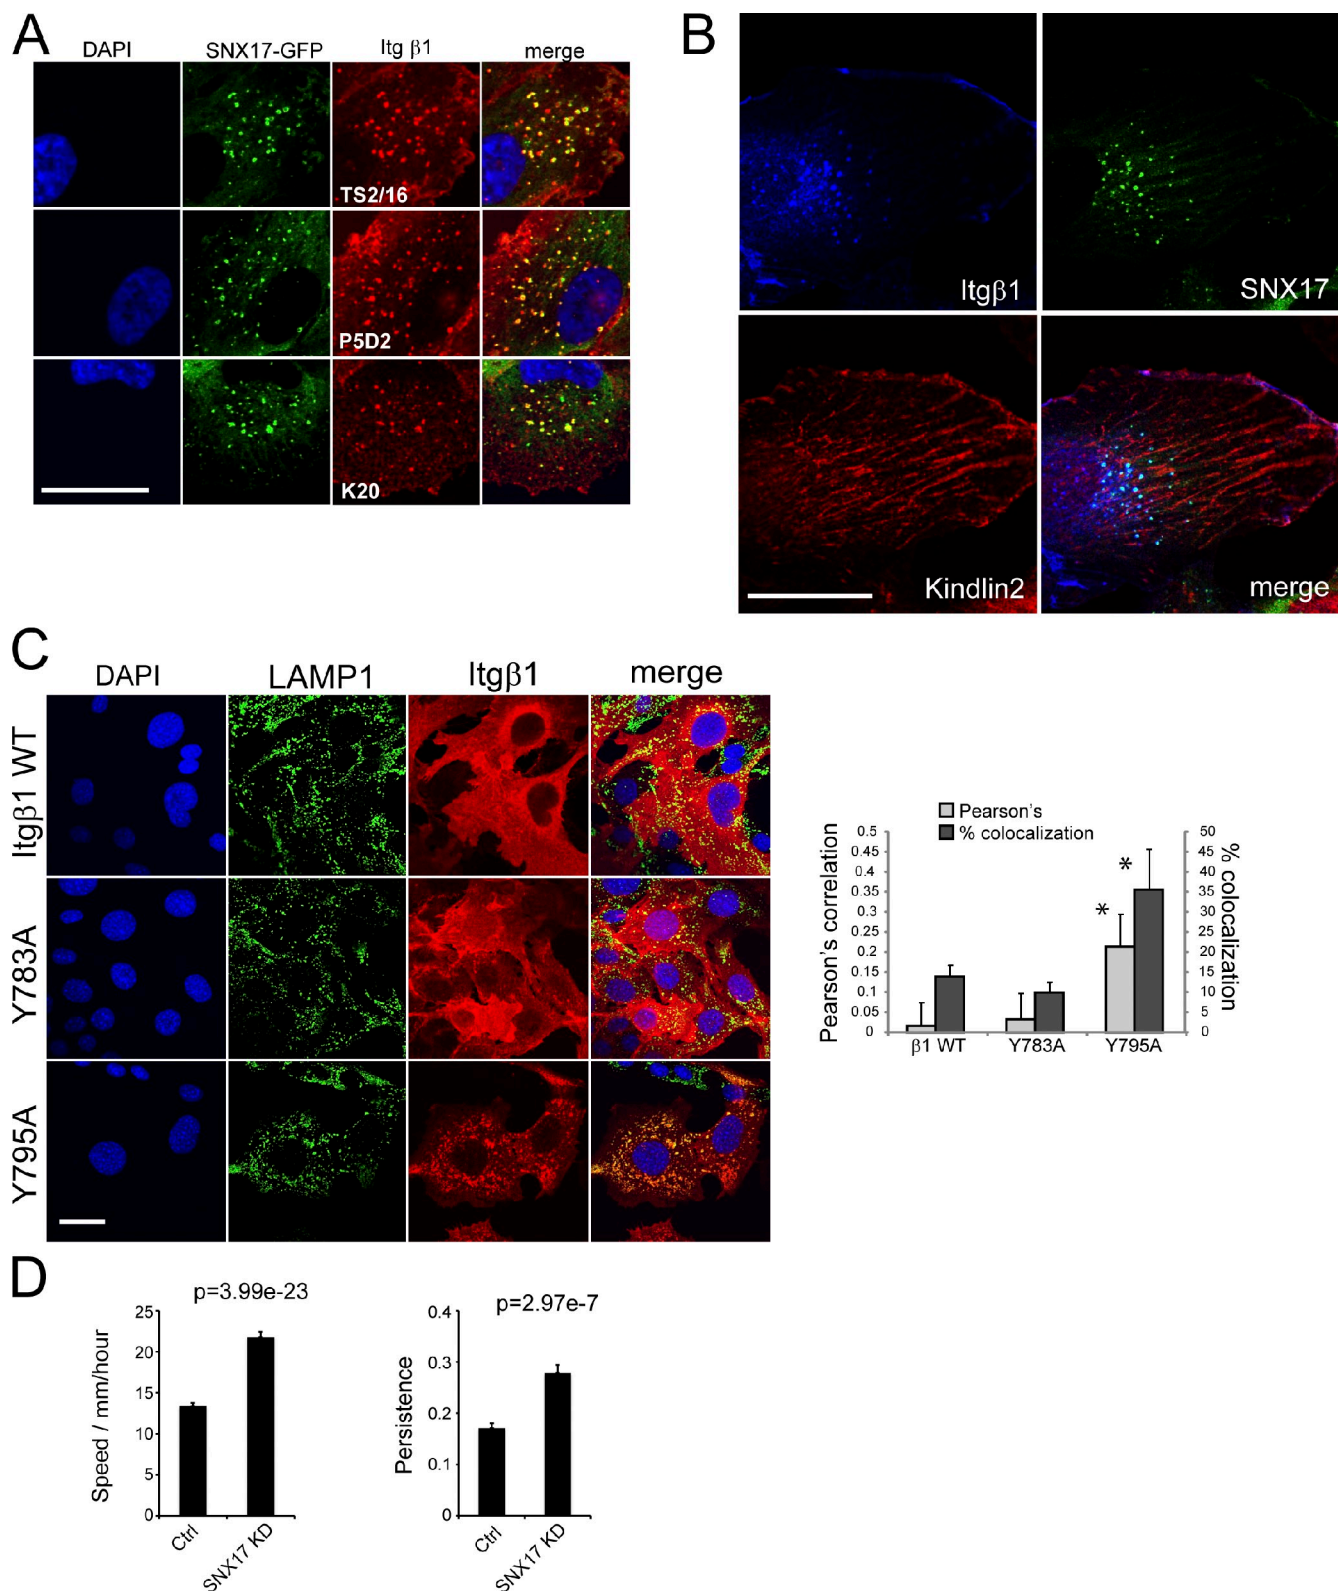 A
DAPI SNX17-GFP Itg β1 merge
TS2/16
P5D2
K20
B
Itgβ1 SNX17
Kindlin2 merge
C
DAPI LAMP1 Itgβ1 merge
Itgβ1 WT
Y783A
Y795A
Pearson's
% colocalization
Pearson's correlation
0.5
0.45
0.4
0.35
0.3
0.25
0.2
0.15
0.1
0.05
0
50
45
40
35
30
25
20
15
10
5
0
% colocalization
* *
β1 WT Y783A Y795A
D
p=3.99e-23
Speed / mm/hour
25
20
15
10
5
0
Ctrl SNX17 KD
p=2.97e-7
Persistence
0.4
0.3
0.2
0.1
0
Ctrl SNX17 KD